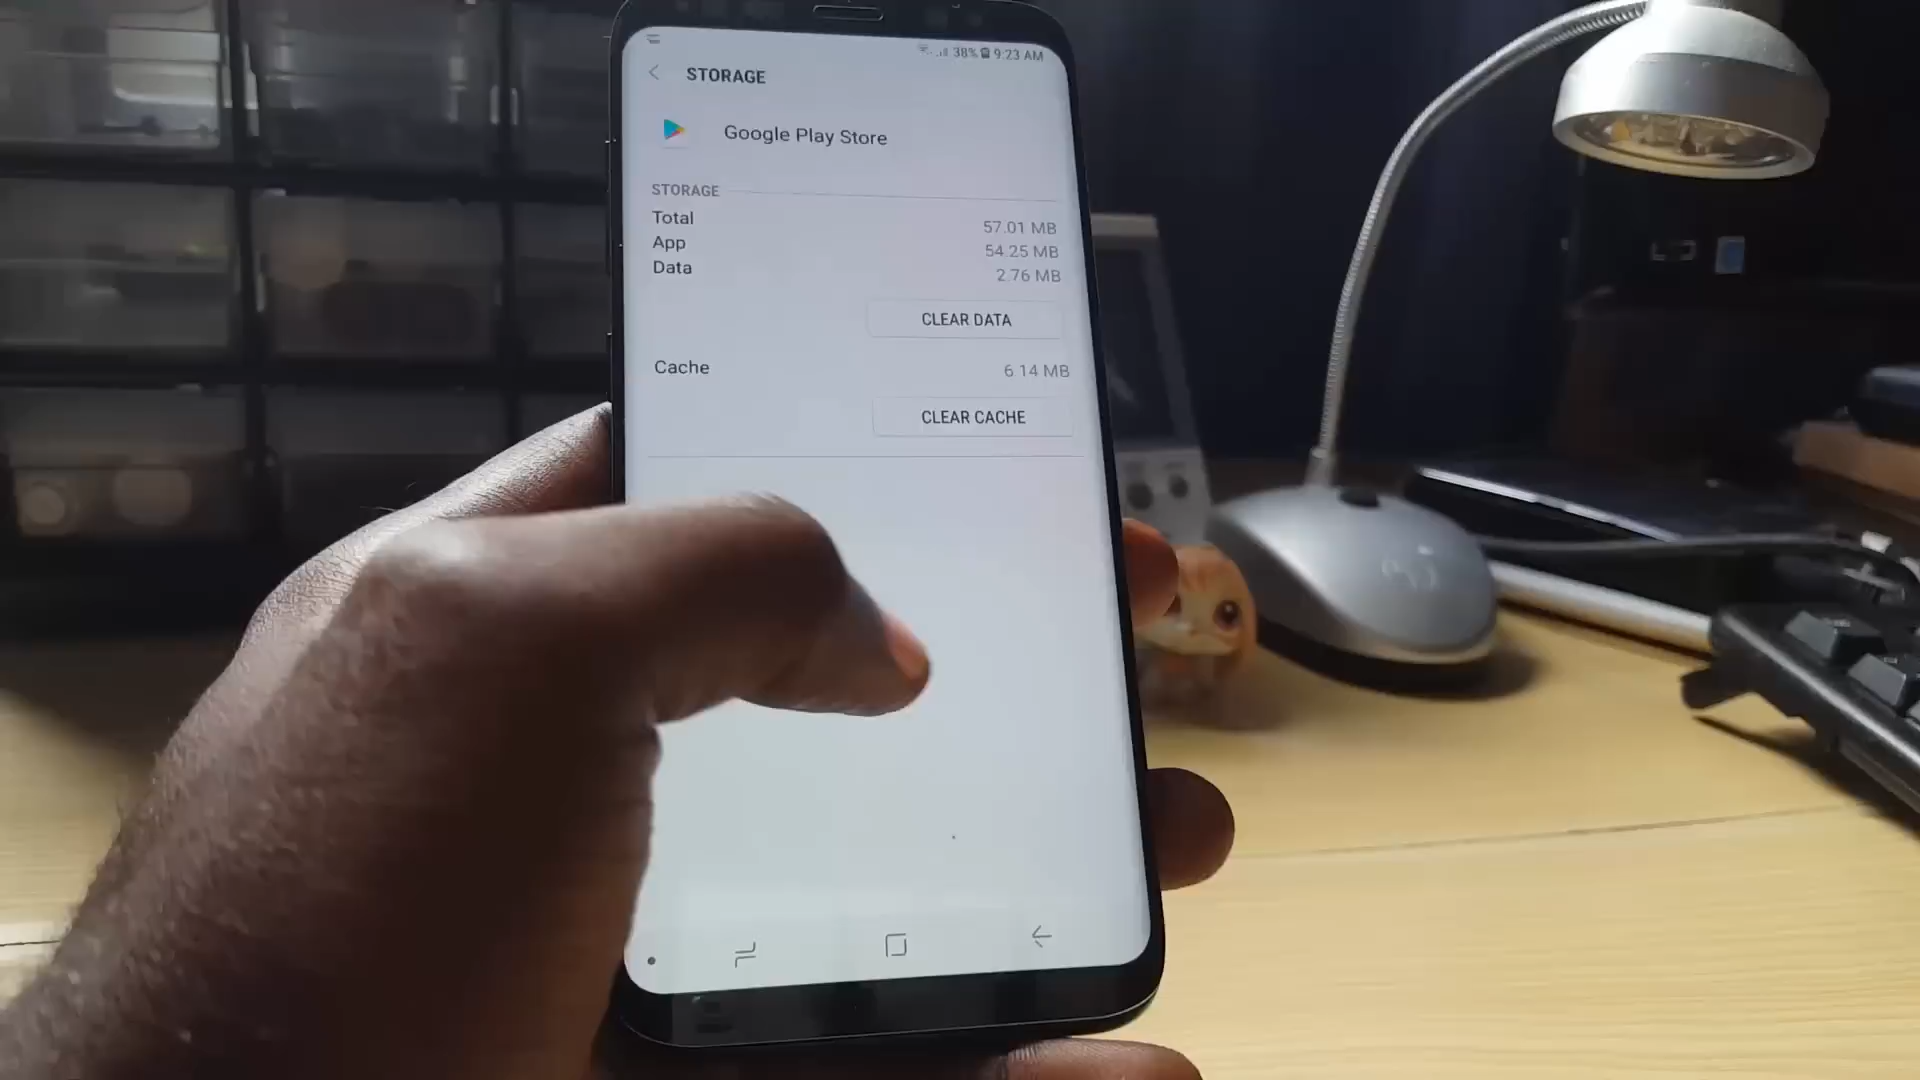 38% 9:23 AM
STORAGE
Google Play Store
STORAGE
Total 57.01 MB
App 54.25 MB
Data 2.76 MB
CLEAR DATA
Cache 6.14 MB
CLEAR CACHE